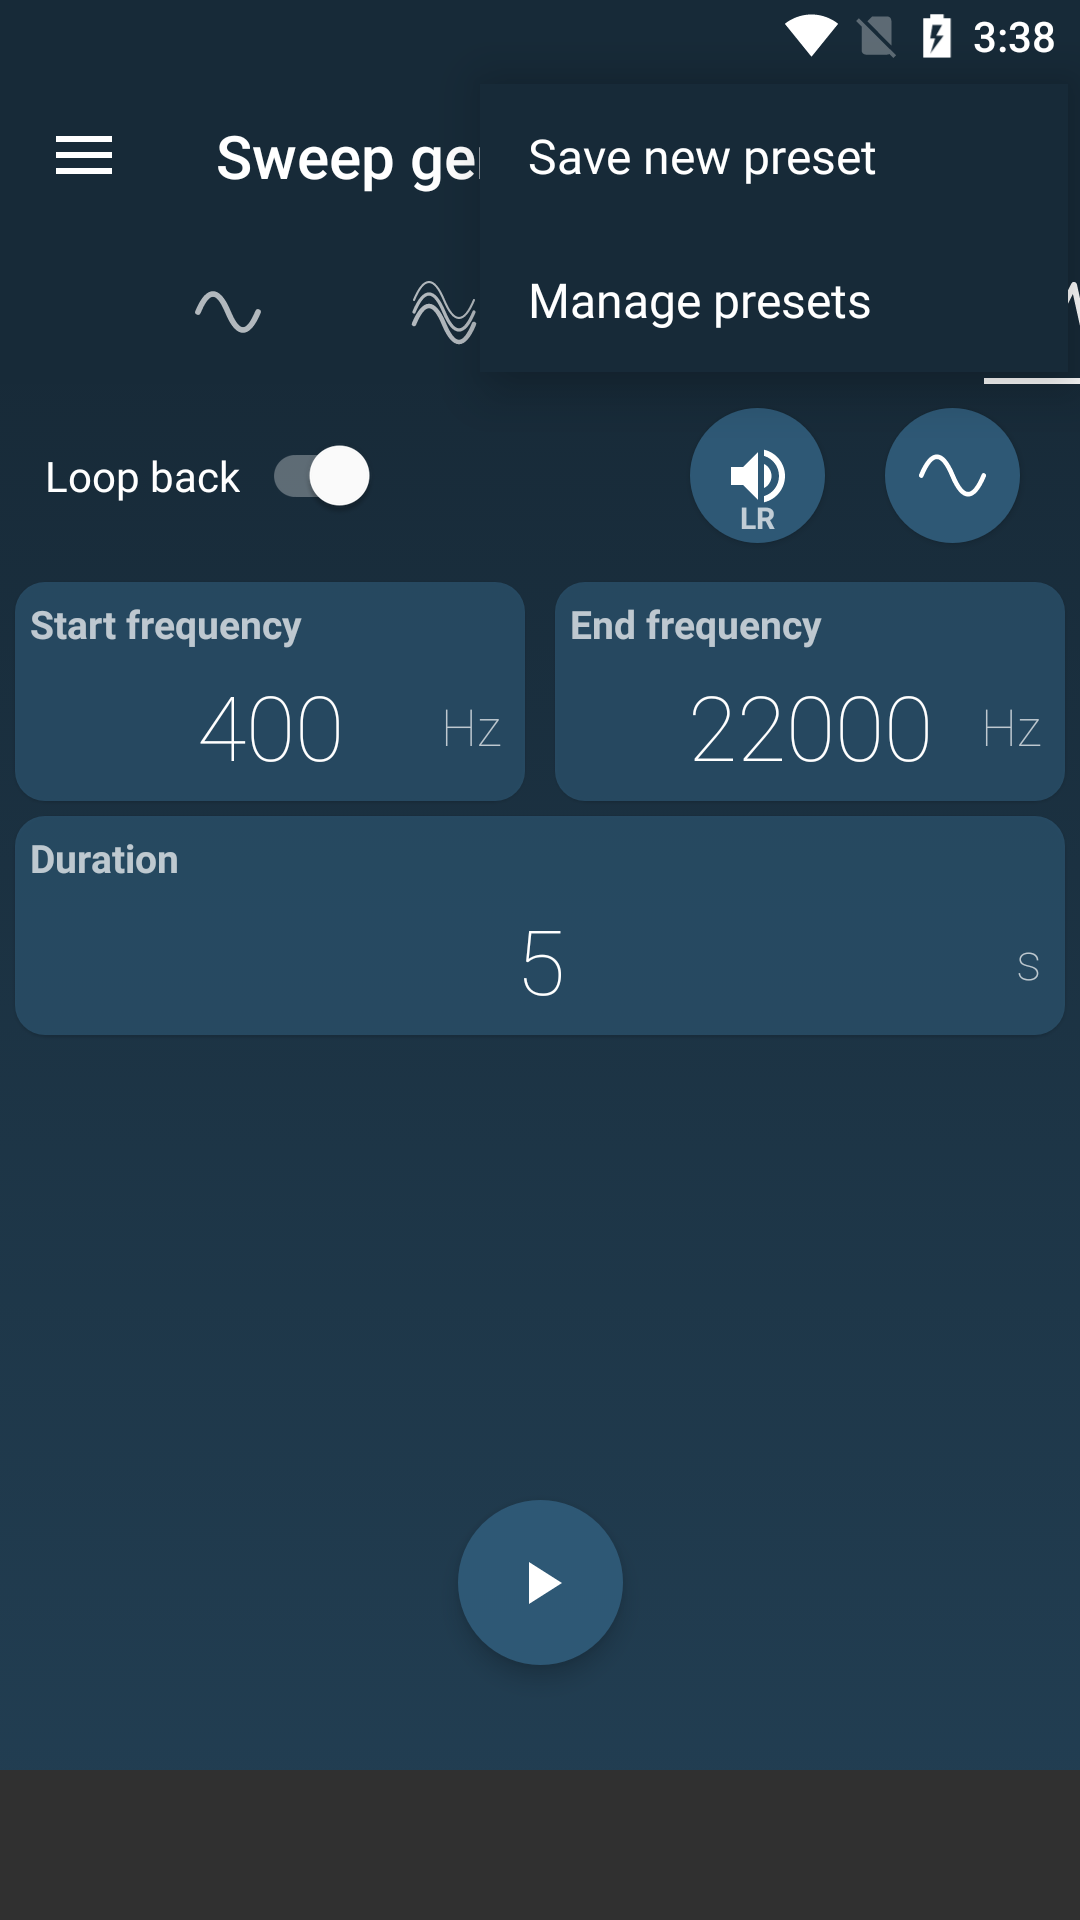 3:38
Sweep ge
Save new preset
Manage presets
Loop back
LR
Start frequency
End frequency
400 Hz
22000 Hz
Duration
5 s